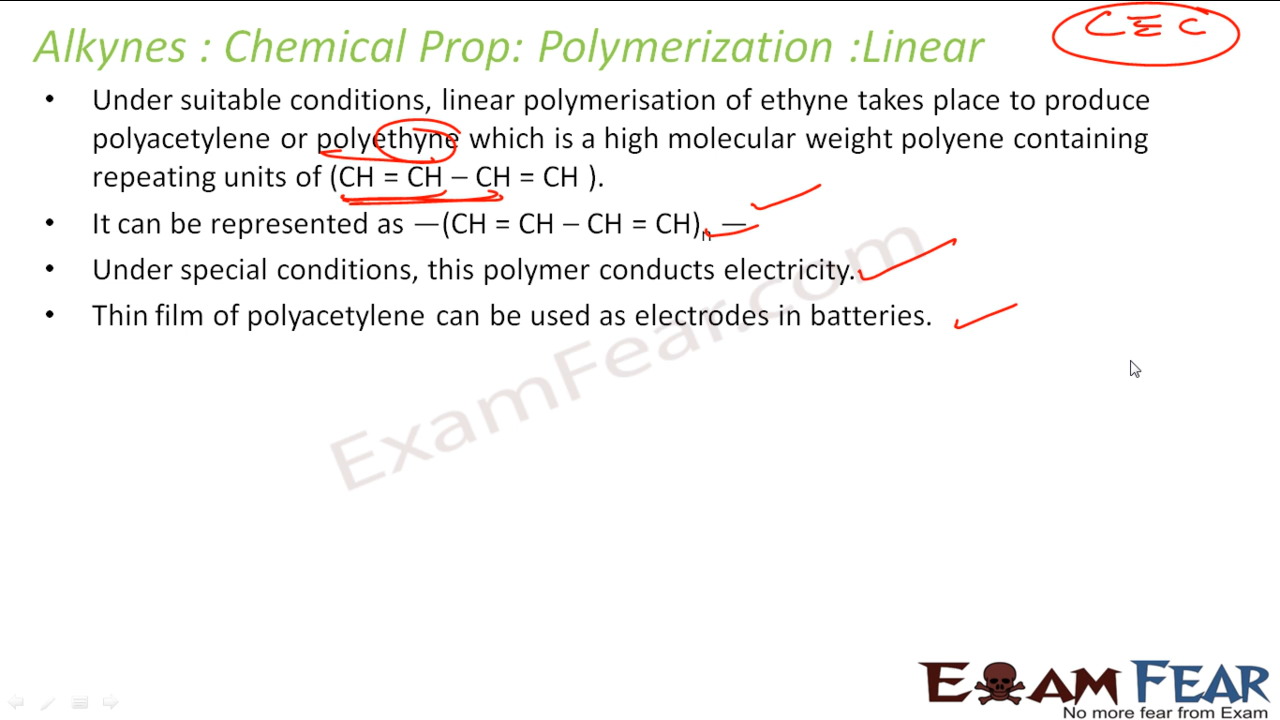 Alkynes : Chemical Prop: Polymerization :Linear
C ≡ C
• Under suitable conditions, linear polymerisation of ethyne takes place to produce
polyacetylene or polyethyne which is a high molecular weight polyene containing
repeating units of (CH = CH – CH = CH ).
• It can be represented as —(CH = CH – CH = CH)n —
• Under special conditions, this polymer conducts electricity.
• Thin film of polyacetylene can be used as electrodes in batteries.
ExamFear.com
EXAM FEAR
No more fear from Exam